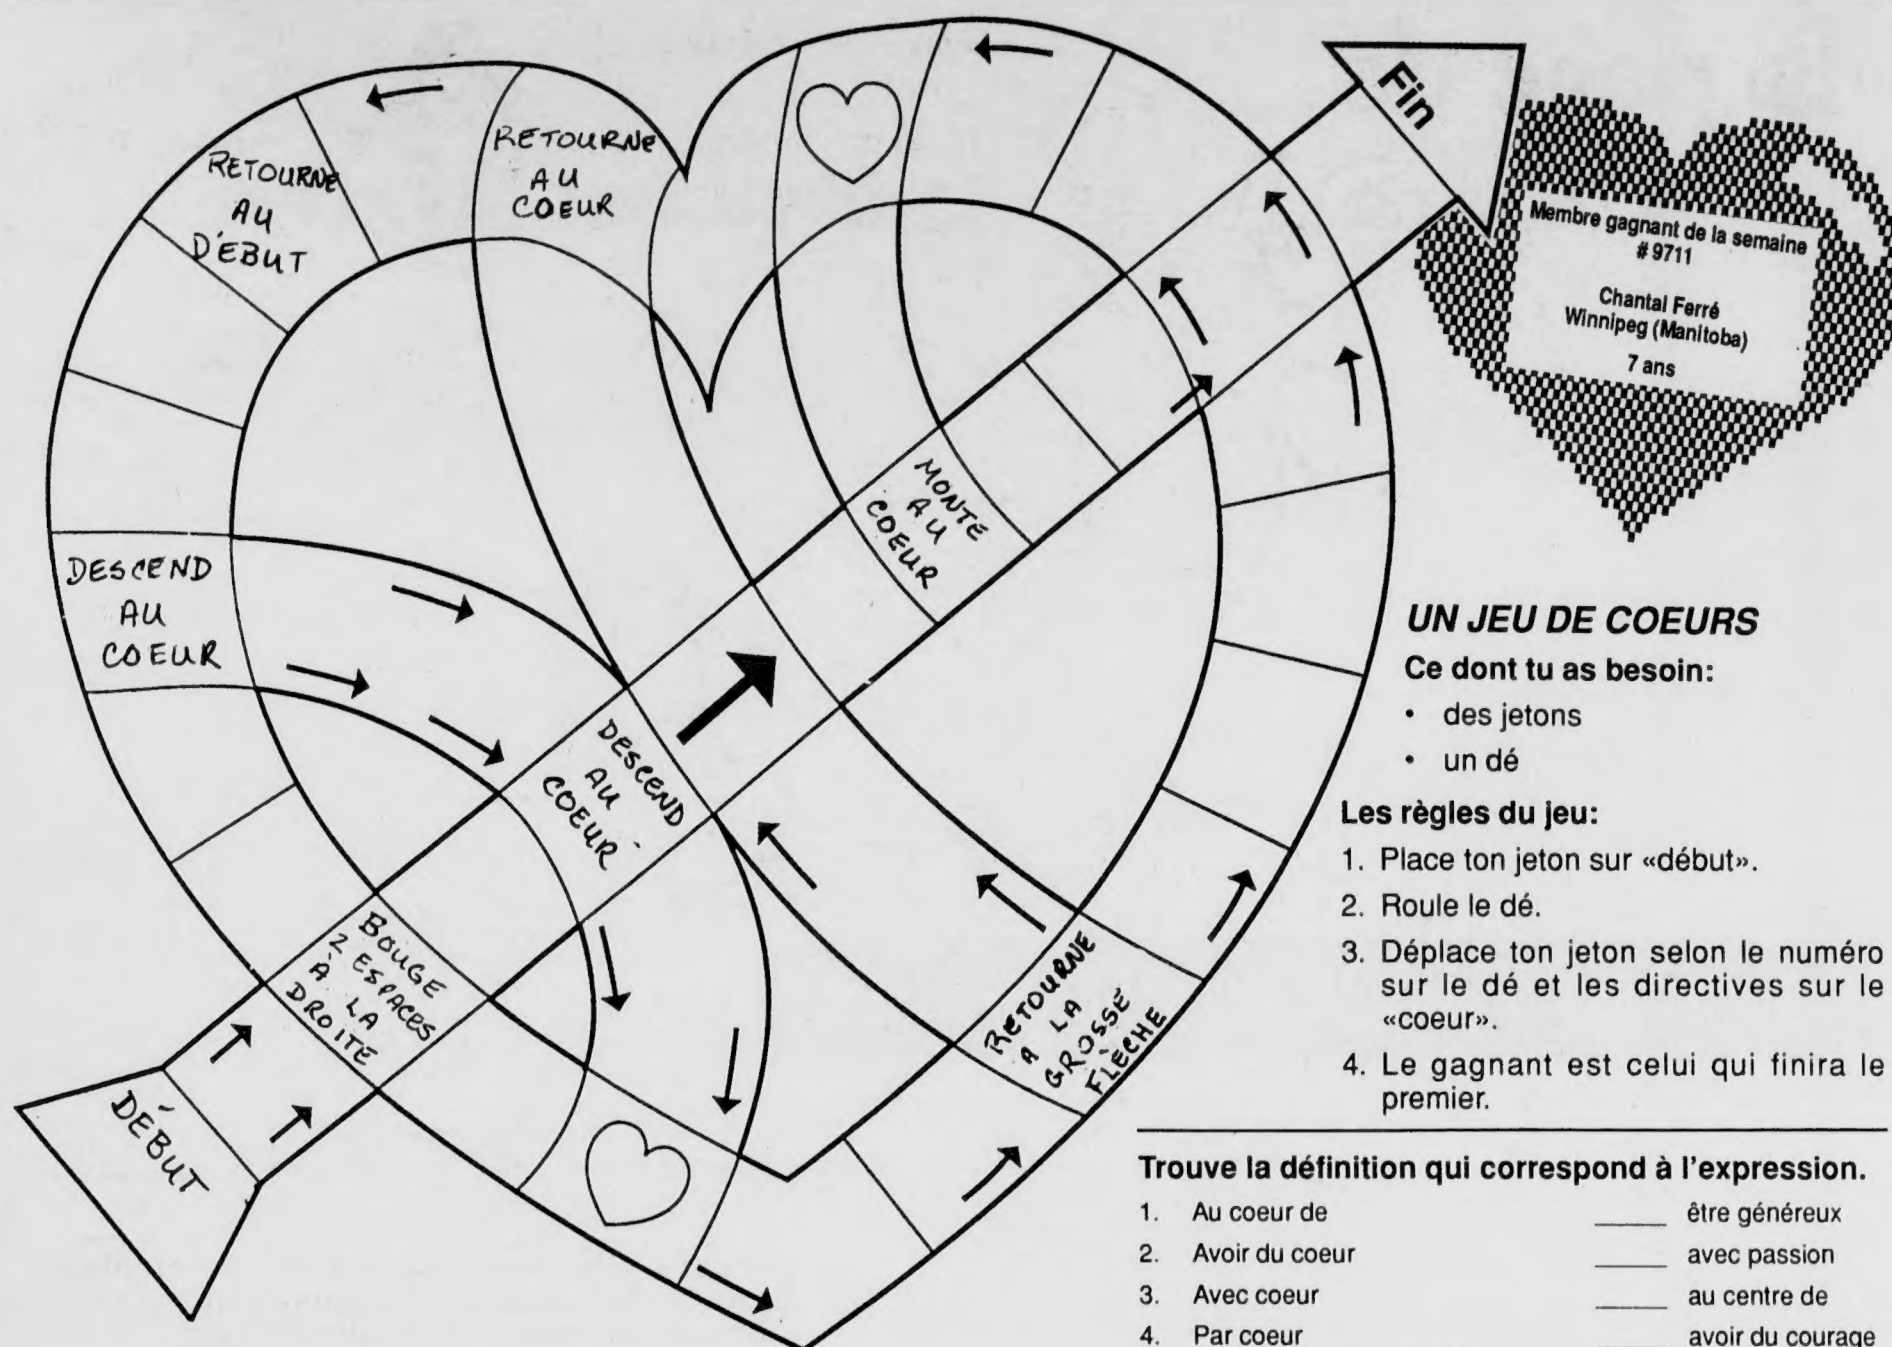 RETOURNE
AU
DÉBUT
RETOURNE
AU
COEUR
Fin
Membre gagnant de la semaine
# 9711
Chantal Ferré
Winnipeg (Manitoba)
7 ans
DESCEND
AU
COEUR
MONTE
AU
COEUR
DESCEND
AU
COEUR
BOUGE
2 ESPACES
À LA
DROITE
RETOURNE
A LA
GROSSE
FLÈCHE
DÉBUT
UN JEU DE COEURS
Ce dont tu as besoin:
• des jetons
• un dé
Les règles du jeu:
1. Place ton jeton sur «début».
2. Roule le dé.
3. Déplace ton jeton selon le numéro
sur le dé et les directives sur le
«coeur».
4. Le gagnant est celui qui finira le
premier.
Trouve la définition qui correspond à l'expression.
1. Au coeur de _____ être généreux
2. Avoir du coeur _____ avec passion
3. Avec coeur _____ au centre de
4. Par coeur _____ avoir du courage